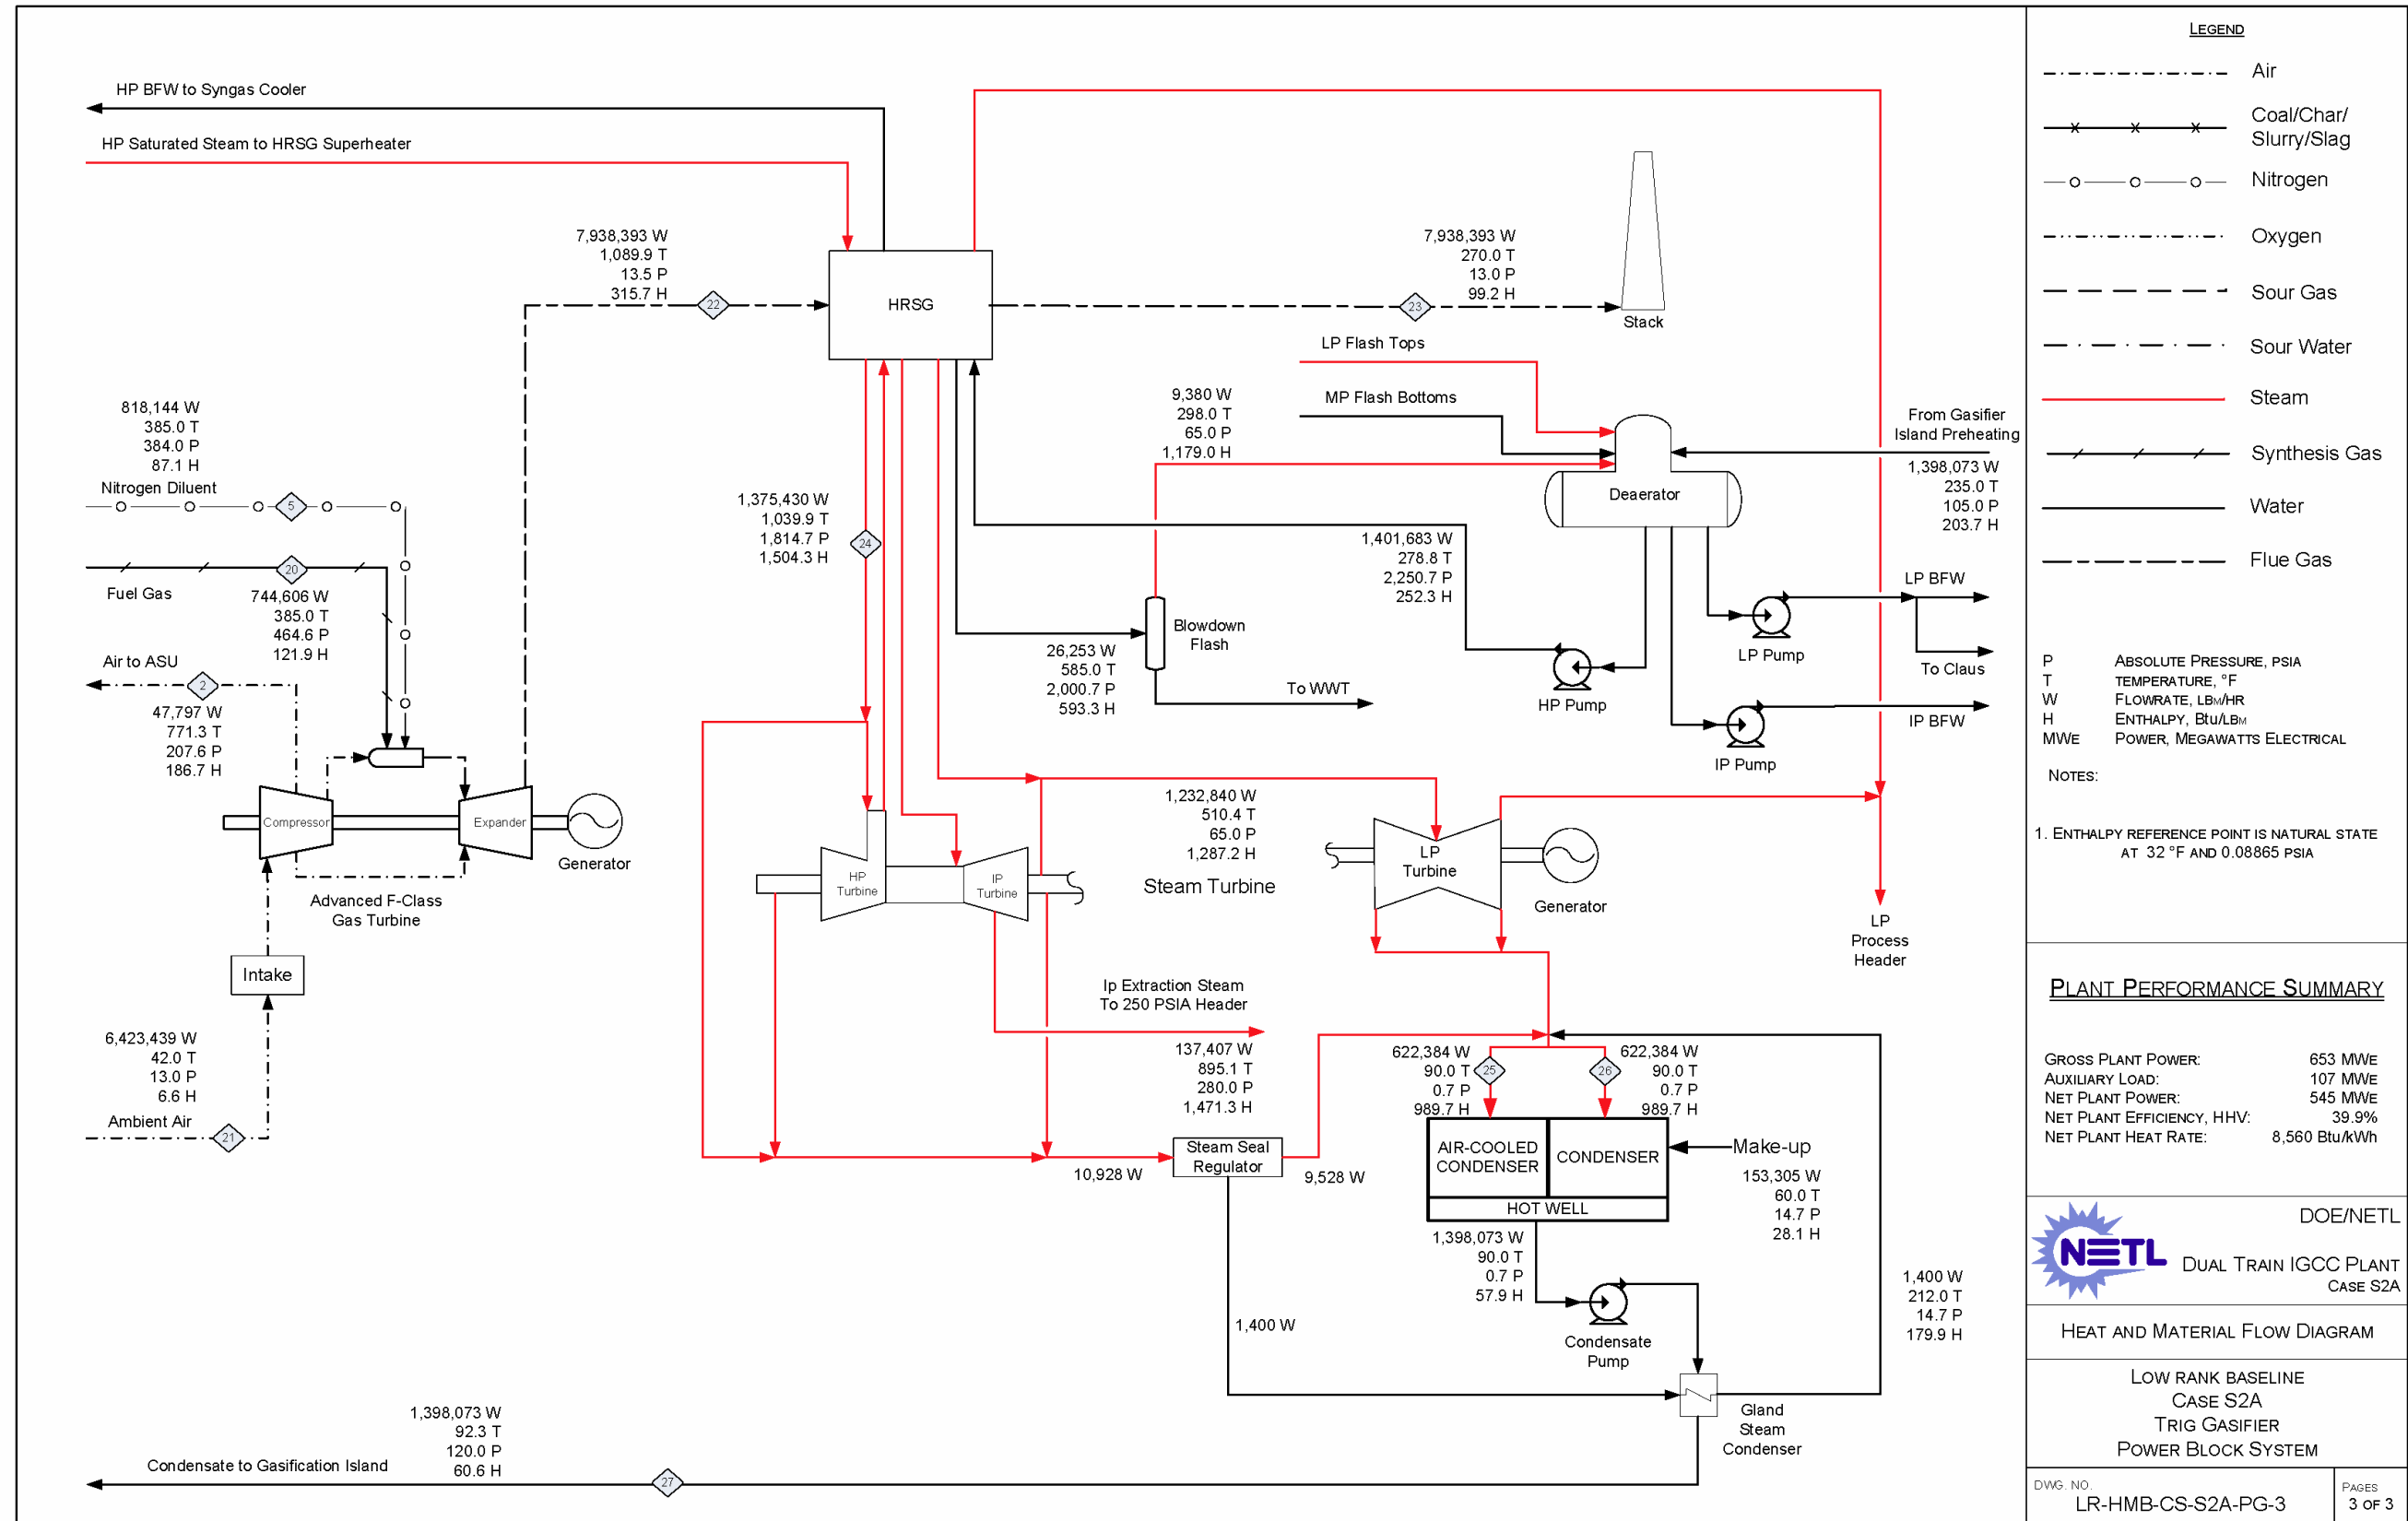 HP BFW to Syngas Cooler
HP Saturated Steam to HRSG Superheater
7,938,393 W
1,089.9 T
13.5 P
315.7 H
22
HRSG
7,938,393 W
270.0 T
13.0 P
99.2 H
23
Stack
LP Flash Tops
MP Flash Bottoms
9,380 W
298.0 T
65.0 P
1,179.0 H
From Gasifier
Island Preheating
1,398,073 W
235.0 T
105.0 P
203.7 H
Deaerator
818,144 W
385.0 T
384.0 P
87.1 H
Nitrogen Diluent
5
20
Fuel Gas
744,606 W
385.0 T
464.6 P
121.9 H
Air to ASU
2
47,797 W
771.3 T
207.6 P
186.7 H
1,375,430 W
1,039.9 T
1,814.7 P
1,504.3 H
24
1,401,683 W
278.8 T
2,250.7 P
252.3 H
Blowdown
Flash
26,253 W
585.0 T
2,000.7 P
593.3 H
To WWT
HP Pump
LP Pump
LP BFW
To Claus
IP BFW
IP Pump
Compressor
Expander
Generator
Advanced F-Class
Gas Turbine
Intake
6,423,439 W
42.0 T
13.0 P
6.6 H
Ambient Air
21
HP
Turbine
IP
Turbine
1,232,840 W
510.4 T
65.0 P
1,287.2 H
Steam Turbine
LP
Turbine
Generator
LP
Process
Header
Ip Extraction Steam
To 250 PSIA Header
137,407 W
895.1 T
280.0 P
1,471.3 H
10,928 W
Steam Seal
Regulator
9,528 W
622,384 W
90.0 T
0.7 P
989.7 H
25
26
622,384 W
90.0 T
0.7 P
989.7 H
AIR-COOLED
CONDENSER
CONDENSER
HOT WELL
Make-up
153,305 W
60.0 T
14.7 P
28.1 H
1,398,073 W
90.0 T
0.7 P
57.9 H
Condensate
Pump
1,400 W
1,400 W
212.0 T
14.7 P
179.9 H
Gland
Steam
Condenser
1,398,073 W
92.3 T
120.0 P
60.6 H
Condensate to Gasification Island
27
LEGEND
Air
Coal/Char/
Slurry/Slag
Nitrogen
Oxygen
Sour Gas
Sour Water
Steam
Synthesis Gas
Water
Flue Gas
P ABSOLUTE PRESSURE, PSIA
T TEMPERATURE, °F
W FLOWRATE, LBM/HR
H ENTHALPY, Btu/LBM
MWE POWER, MEGAWATTS ELECTRICAL
NOTES:
1. ENTHALPY REFERENCE POINT IS NATURAL STATE
AT 32 °F AND 0.08865 PSIA
PLANT PERFORMANCE SUMMARY
GROSS PLANT POWER: 653 MWE
AUXILIARY LOAD: 107 MWE
NET PLANT POWER: 545 MWE
NET PLANT EFFICIENCY, HHV: 39.9%
NET PLANT HEAT RATE: 8,560 Btu/kWh
NETL
DOE/NETL
DUAL TRAIN IGCC PLANT
CASE S2A
HEAT AND MATERIAL FLOW DIAGRAM
LOW RANK BASELINE
CASE S2A
TRIG GASIFIER
POWER BLOCK SYSTEM
DWG. NO.
LR-HMB-CS-S2A-PG-3
PAGES
3 OF 3